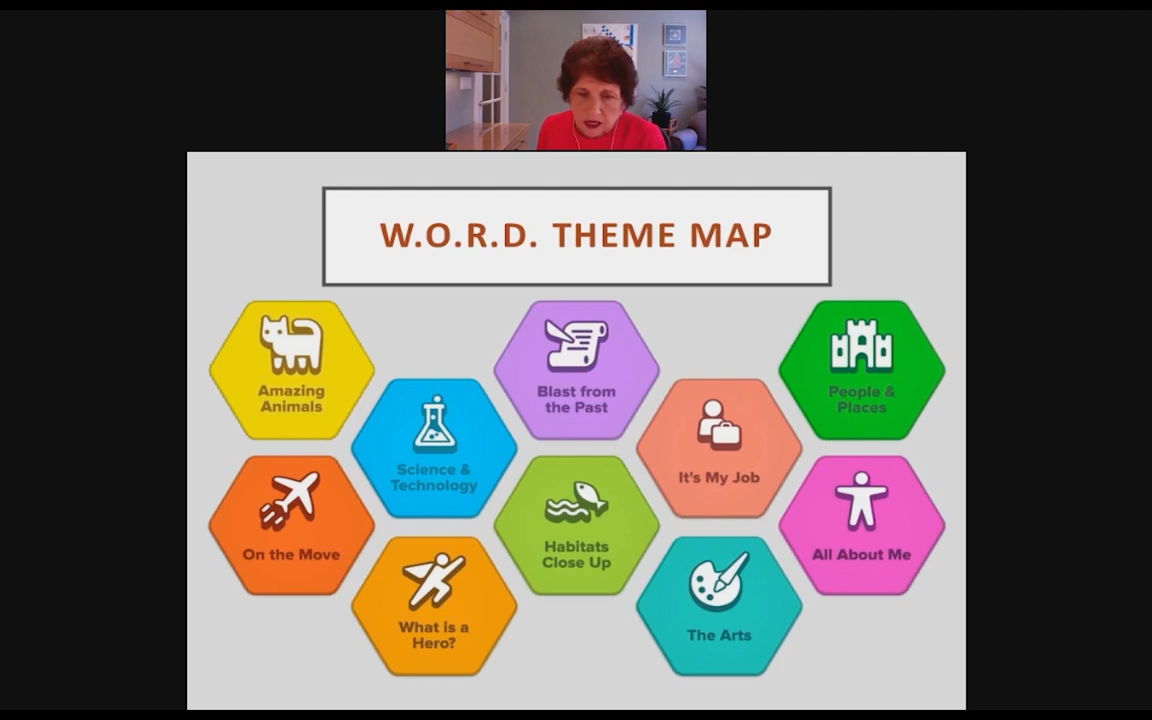 W.O.R.D. THEME MAP
Amazing
Animals
Blast from
the Past
People &
Places
Science &
Technology
It's My Job
On the Move
Habitats
Close Up
All About Me
What is a
Hero?
The Arts